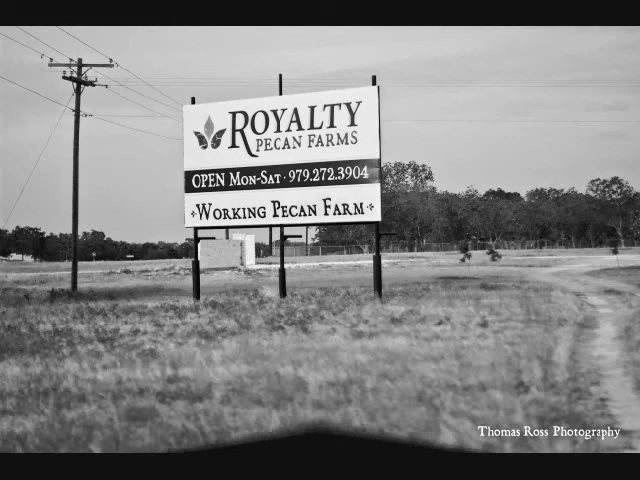 ROYALTY
PECAN FARMS
OPEN MON-SAT · 979.272.3904
WORKING PECAN FARM
Thomas Ross Photography